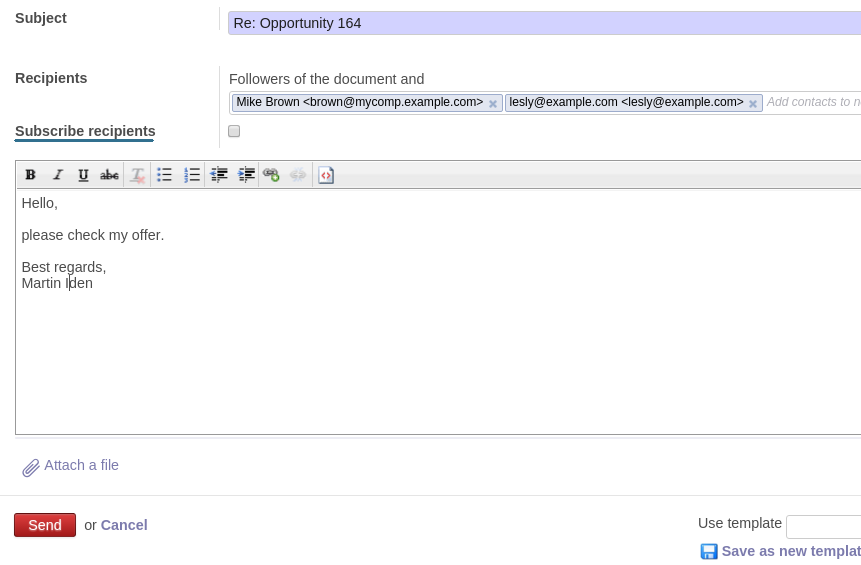 Subject
Re: Opportunity 164
Recipients
Followers of the document and
Mike Brown <brown@mycomp.example.com> lesly@example.com <lesly@example.com> Add contacts to n
Subscribe recipients
B I U abc T
Hello,
please check my offer.
Best regards,
Martin Iden
Attach a file
Send or Cancel
Use template
Save as new templat